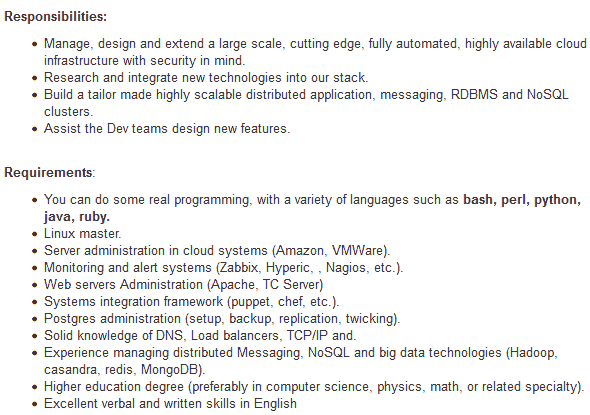 Responsibilities:
• Manage, design and extend a large scale, cutting edge, fully automated, highly available cloud
infrastructure with security in mind.
• Research and integrate new technologies into our stack.
• Build a tailor made highly scalable distributed application, messaging, RDBMS and NoSQL
clusters.
• Assist the Dev teams design new features.
Requirements:
• You can do some real programming, with a variety of languages such as bash, perl, python,
java, ruby.
• Linux master.
• Server administration in cloud systems (Amazon, VMWare).
• Monitoring and alert systems (Zabbix, Hyperic, , Nagios, etc.).
• Web servers Administration (Apache, TC Server)
• Systems integration framework (puppet, chef, etc.).
• Postgres administration (setup, backup, replication, twicking).
• Solid knowledge of DNS, Load balancers, TCP/IP and.
• Experience managing distributed Messaging, NoSQL and big data technologies (Hadoop,
casandra, redis, MongoDB).
• Higher education degree (preferably in computer science, physics, math, or related specialty).
• Excellent verbal and written skills in English